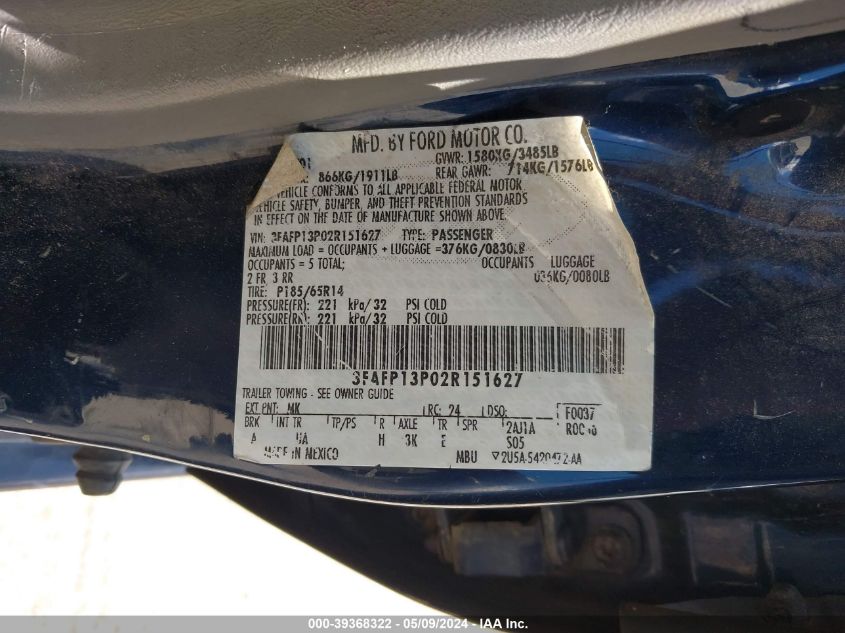 MFD. BY FORD MOTOR CO.
GVWR: 1580KG/3485LB
866KG/1911LB REAR GAWR: 714KG/1576LB
VEHICLE CONFORMS TO ALL APPLICABLE FEDERAL MOTOR
VEHICLE SAFETY, BUMPER, AND THEFT PREVENTION STANDARDS
IN EFFECT ON THE DATE OF MANUFACTURE SHOWN ABOVE.
VIN: 3FAFP13P02R151627 TYPE: PASSENGER
MAXIMUM LOAD = OCCUPANTS + LUGGAGE =376KG/0830LB
OCCUPANTS = 5 TOTAL; OCCUPANTS LUGGAGE
2 FR, 3 RR 036KG/0080LB
TIRE: P185/65R14
PRESSURE(FR): 221 kPa/32 PSI COLD
PRESSURE(RR): 221 kPa/32 PSI COLD
3FAFP13P02R151627
TRAILER TOWING - SEE OWNER GUIDE
EXT PNT: MK RC: 24 DSO: F0037
BRK INT TR TP/PS R AXLE TR SPR 2AJ1A
A H 3K E S05
MADE IN MEXICO MBU
000-39368322 - 05/09/2024 - IAAI.com.